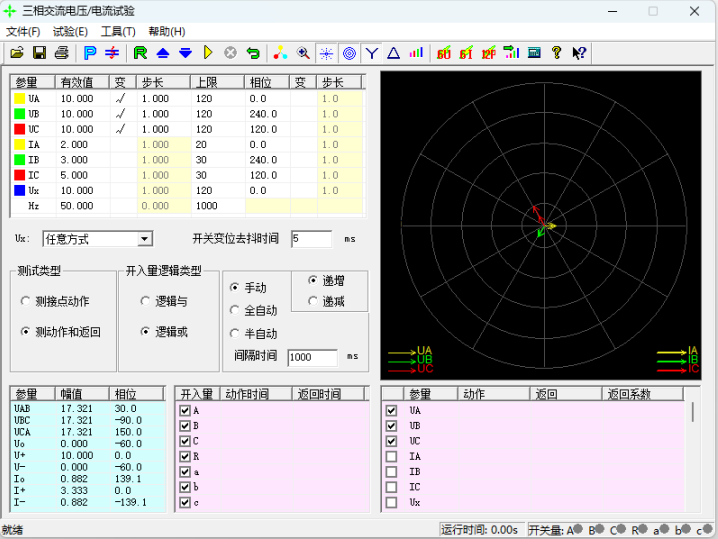 三相交流电压/电流试验
文件(F) 试验(E) 工具(T) 帮助(H)
P R 6U 6I 12P ? ?
参量 有效值 变 步长 上限 相位 变 步长
UA 10.000 √ 1.000 120 0.0 1.0
UB 10.000 √ 1.000 120 240.0 1.0
UC 10.000 √ 1.000 120 120.0 1.0
IA 2.000 1.000 20 0.0 1.0
IB 3.000 1.000 30 240.0 1.0
IC 5.000 1.000 30 120.0 1.0
Ux 10.000 1.000 120 0.0 1.0
Hz 50.000 0.000 1000
Ux: 任意方式 开关变位去抖时间 5 ms
测试类型
测接点动作
测动作和返回
开入量逻辑类型
逻辑与
逻辑或
手动
全自动
半自动
递增
递减
间隔时间 1000 ms
UA
UB
UC
IA
IB
IC
参量 幅值 相位
UAB 17.321 30.0
UBC 17.321 -90.0
UCA 17.321 150.0
Uo 0.000 -60.0
U+ 10.000 0.0
U- 0.000 -60.0
Io 0.882 139.1
I+ 3.333 0.0
I- 0.882 -139.1
开入量 动作时间 返回时间
A
B
C
R
a
b
c
参量 动作 返回 返回系数
UA
UB
UC
IA
IB
IC
Ux
就绪 运行时间: 0.00s 开关量: A B C R a b c